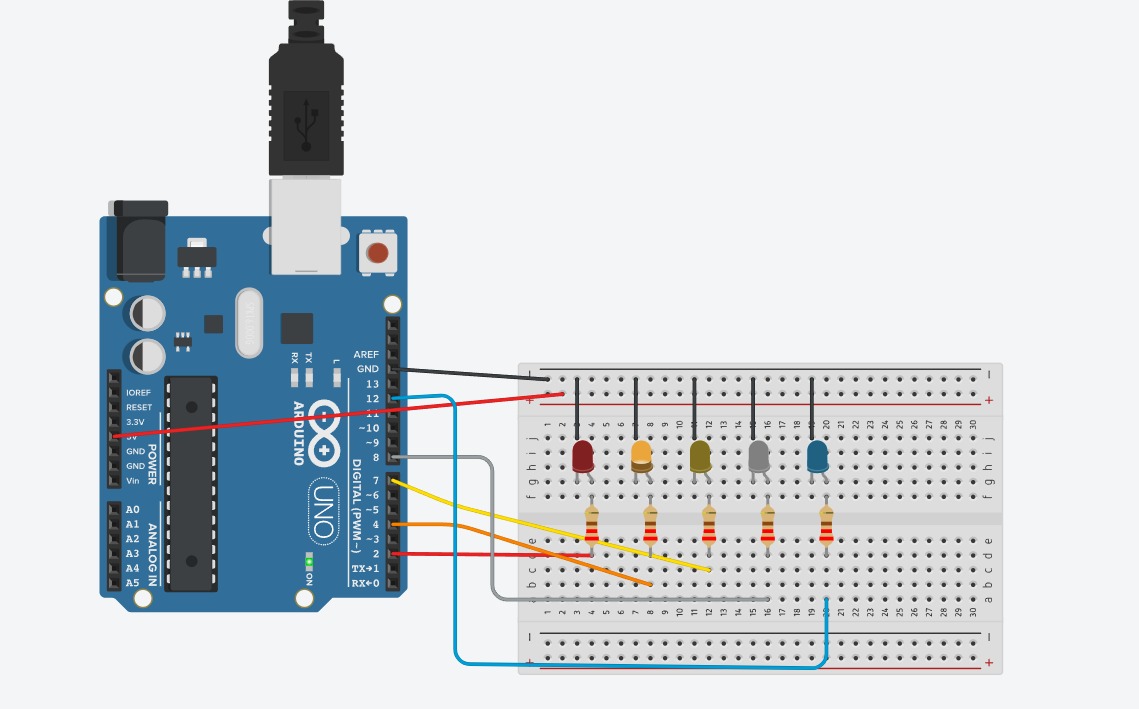 AREF
GND
13
12
11
~10
~9
8
7
~6
~5
4
~3
2
TX→1
RX←0
DIGITAL (PWM ~)
RX
TX
L
ARDUINO
UNO
ON
IOREF
RESET
3.3V
5V
GND
GND
Vin
POWER
A0
A1
A2
A3
A4
A5
ANALOG IN
− −
+ +
1 2 3 4 5 6 7 8 9 10 11 12 13 14 15 16 17 18 19 20 21 22 23 24 25 26 27 28 29 30
j j
i i
h h
g g
f f
e e
d d
c c
b b
a a
1 2 3 4 5 6 7 8 9 10 11 12 13 14 15 16 17 18 19 20 21 22 23 24 25 26 27 28 29 30
− −
+ +